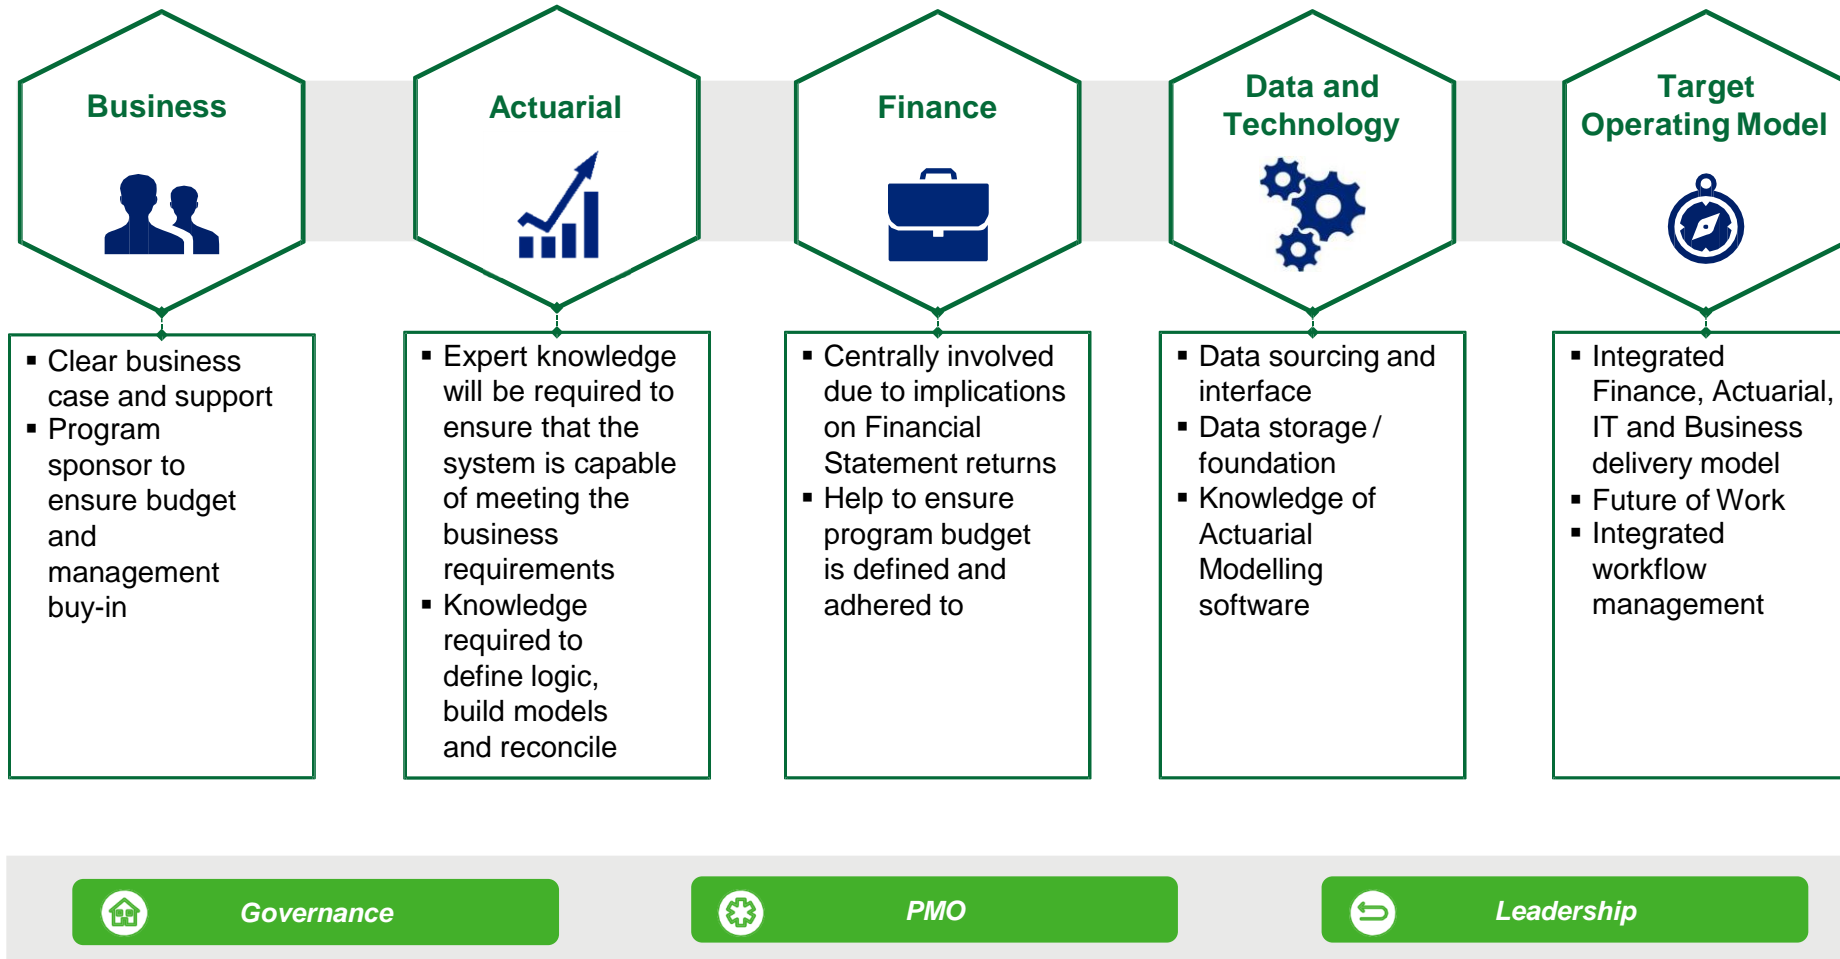 Business
Clear business
case and support
Program
sponsor to
ensure budget
and
management
buy-in
Actuarial
Expert knowledge
will be required to
ensure that the
system is capable
of meeting the
business
requirements
Knowledge
required to
define logic,
build models
and reconcile
Finance
Centrally involved
due to implications
on Financial
Statement returns
Help to ensure
program budget
is defined and
adhered to
Data and
Technology
Data sourcing and
interface
Data storage /
foundation
Knowledge of
Actuarial
Modelling
software
Target
Operating Model
Integrated
Finance, Actuarial,
IT and Business
delivery model
Future of Work
Integrated
workflow
management
Governance
PMO
Leadership